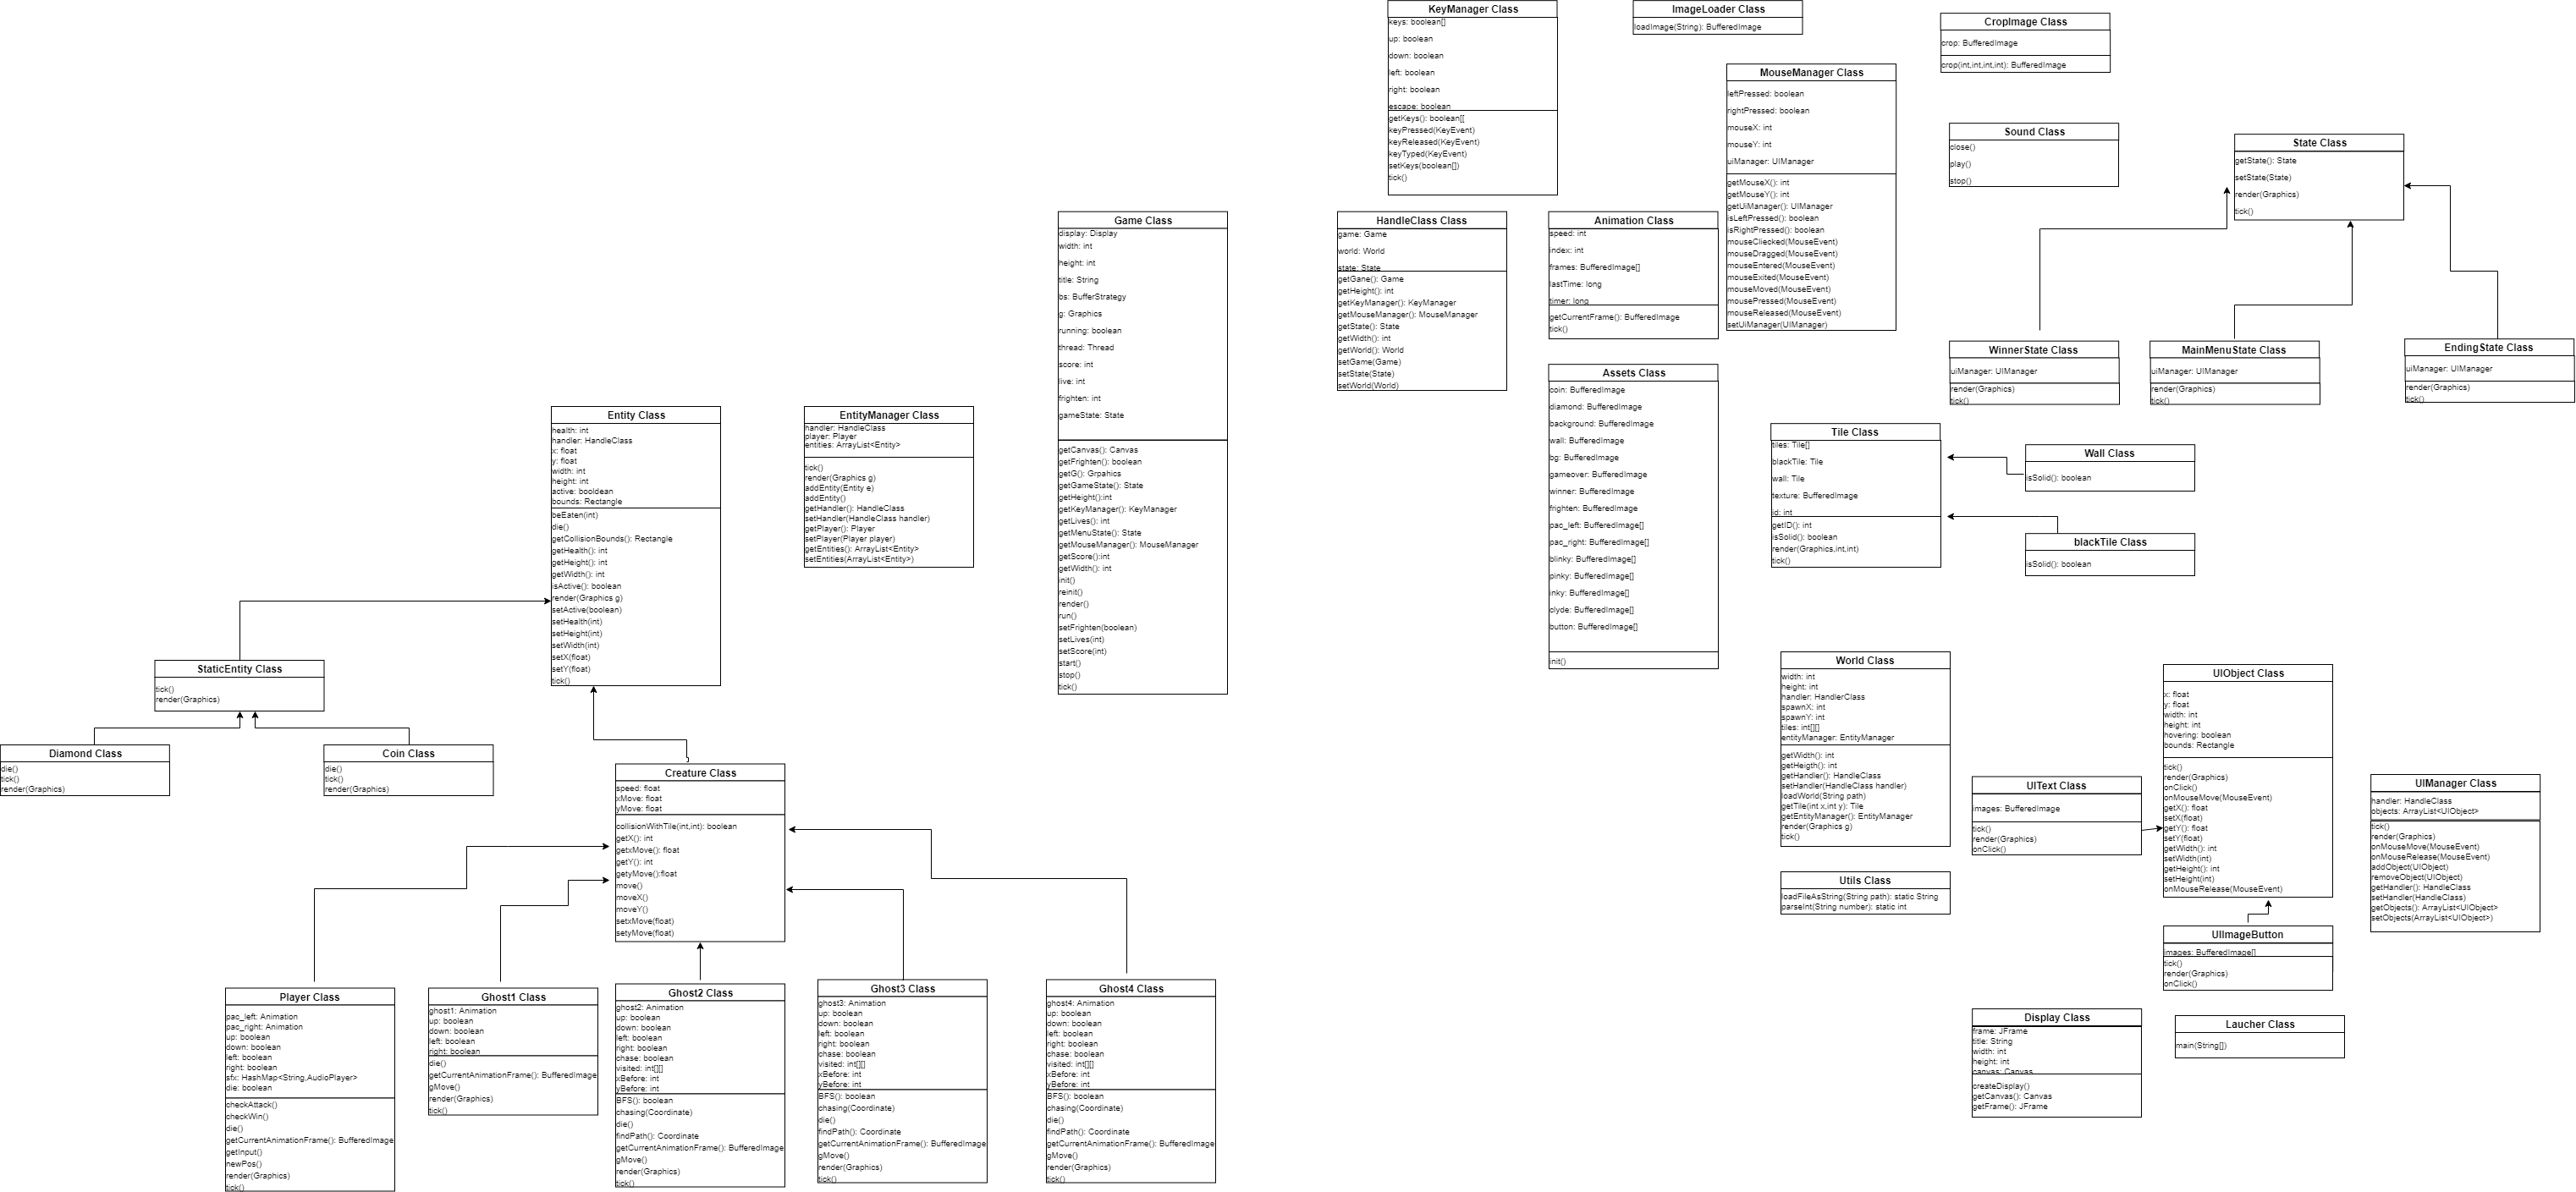 KeyManager Class
keys: boolean[]
up: boolean
down: boolean
left: boolean
right: boolean
escape: boolean
getKeys(): boolean[[
keyPressed(KeyEvent)
keyReleased(KeyEvent)
keyTyped(KeyEvent)
setKeys(boolean[])
tick()
ImageLoader Class
loadImage(String): BufferedImage
CropImage Class
crop: BufferedImage
crop(int,int,int,int): BufferedImage
MouseManager Class
leftPressed: boolean
rightPressed: boolean
mouseX: int
mouseY: int
uiManager: UIManager
getMouseX(): int
getMouseY(): int
getUiManager(): UIManager
isLeftPressed(): boolean
isRightPressed(): boolean
mouseCliecked(MouseEvent)
mouseDragged(MouseEvent)
mouseEntered(MouseEvent)
mouseExited(MouseEvent)
mouseMoved(MouseEvent)
mousePressed(MouseEvent)
mouseReleased(MouseEvent)
setUiManager(UIManager)
Sound Class
close()
play()
stop()
State Class
getState(): State
setState(State)
render(Graphics)
tick()
Game Class
display: Display
width: int
height: int
title: String
bs: BufferStrategy
g: Graphics
running: boolean
thread: Thread
score: int
live: int
frighten: int
gameState: State
getCanvas(): Canvas
getFrighten(): boolean
getG(): Grpahics
getGameState(): State
getHeight():int
getKeyManager(): KeyManager
getLives(): int
getMenuState(): State
getMouseManager(): MouseManager
getScore():int
getWidth(): int
init()
reinit()
render()
run()
setFrighten(boolean)
setLives(int)
setScore(int)
start()
stop()
tick()
HandleClass Class
game: Game
world: World
state: State
getGane(): Game
getHeight(): int
getKeyManager(): KeyManager
getMouseManager(): MouseManager
getState(): State
getWidth(): int
getWorld(): World
setGame(Game)
setState(State)
setWorld(World)
Animation Class
speed: int
index: int
frames: BufferedImage[]
lastTime: long
timer: long
getCurrentFrame(): BufferedImage
tick()
WinnerState Class
uiManager: UIManager
render(Graphics)
tick()
MainMenuState Class
uiManager: UIManager
render(Graphics)
tick()
EndingState Class
uiManager: UIManager
render(Graphics)
tick()
Assets Class
coin: BufferedImage
diamond: BufferedImage
background: BufferedImage
wall: BufferedImage
bg: BufferedImage
gameover: BufferedImage
winner: BufferedImage
frighten: BufferedImage
pac_left: BufferedImage[]
pac_right: BufferedImage[]
blinky: BufferedImage[]
pinky: BufferedImage[]
inky: BufferedImage[]
clyde: BufferedImage[]
button: BufferedImage[]
init()
Entity Class
health: int
handler: HandleClass
x: float
y: float
width: int
height: int
active: booldean
bounds: Rectangle
beEaten(int)
die()
getCollisionBounds(): Rectangle
getHealth(): int
getHeight(): int
getWidth(): int
isActive(): boolean
render(Graphics g)
setActive(boolean)
setHealth(int)
setHeight(int)
setWidth(int)
setX(float)
setY(float)
tick()
EntityManager Class
handler: HandleClass
player: Player
entities: ArrayList<Entity>
tick()
render(Graphics g)
addEntity(Entity e)
addEntity()
getHandler(): HandleClass
setHandler(HandleClass handler)
getPlayer(): Player
setPlayer(Player player)
getEntities(): ArrayList<Entity>
setEntities(ArrayList<Entity>)
Tile Class
tiles: Tile[]
blackTile: Tile
wall: Tile
texture: BufferedImage
id: int
getID(): int
isSolid(): boolean
render(Graphics,int,int)
tick()
Wall Class
isSolid(): boolean
blackTile Class
isSolid(): boolean
StaticEntity Class
tick()
render(Graphics)
Diamond Class
die()
tick()
render(Graphics)
Coin Class
die()
tick()
render(Graphics)
Creature Class
speed: float
xMove: float
yMove: float
collisionWithTile(int,int): boolean
getX(): int
getxMove(): float
getY(): int
getyMove():float
move()
moveX()
moveY()
setxMove(float)
setyMove(float)
World Class
width: int
height: int
handler: HandlerClass
spawnX: int
spawnY: int
tiles: int[][]
entityManager: EntityManager
getWidth(): int
getHeigth(): int
getHandler(): HandleClass
setHandler(HandleClass handler)
loadWorld(String path)
getTile(int x,int y): Tile
getEntityManager(): EntityManager
render(Graphics g)
tick()
UIObject Class
x: float
y: float
width: int
height: int
hovering: boolean
bounds: Rectangle
tick()
render(Graphics)
onClick()
onMouseMove(MouseEvent)
getX(): float
setX(float)
getY(): float
setY(float)
getWidth(): int
setWidth(int)
getHeight(): int
setHeight(int)
onMouseRelease(MouseEvent)
UIText Class
images: BufferedImage
tick()
render(Graphics)
onClick()
UIManager Class
handler: HandleClass
objects: ArrayList<UIObject>
tick()
render(Graphics)
onMouseMove(MouseEvent)
onMouseRelease(MouseEvent)
addObject(UIObject)
removeObject(UIObject)
getHandler(): HandleClass
setHandler(HandleClass)
getObjects(): ArrayList<UIObject>
setObjects(ArrayList<UIObject>)
Utils Class
loadFileAsString(String path): static String
parseInt(String number): static int
UIImageButton
images: BufferedImage[]
tick()
render(Graphics)
onClick()
Player Class
pac_left: Animation
pac_right: Animation
up: boolean
down: boolean
left: boolean
right: boolean
sfx: HashMap<String,AudioPlayer>
die: boolean
checkAttack()
checkWin()
die()
getCurrentAnimationFrame(): BufferedImage
getInput()
newPos()
render(Graphics)
tick()
Ghost1 Class
ghost1: Animation
up: boolean
down: boolean
left: boolean
right: boolean
die()
getCurrentAnimationFrame(): BufferedImage
gMove()
render(Graphics)
tick()
Ghost2 Class
ghost2: Animation
up: boolean
down: boolean
left: boolean
right: boolean
chase: boolean
visited: int[][]
xBefore: int
yBefore: int
BFS(): boolean
chasing(Coordinate)
die()
findPath(): Coordinate
getCurrentAnimationFrame(): BufferedImage
gMove()
render(Graphics)
tick()
Ghost3 Class
ghost3: Animation
up: boolean
down: boolean
left: boolean
right: boolean
chase: boolean
visited: int[][]
xBefore: int
yBefore: int
BFS(): boolean
chasing(Coordinate)
die()
findPath(): Coordinate
getCurrentAnimationFrame(): BufferedImage
gMove()
render(Graphics)
tick()
Ghost4 Class
ghost4: Animation
up: boolean
down: boolean
left: boolean
right: boolean
chase: boolean
visited: int[][]
xBefore: int
yBefore: int
BFS(): boolean
chasing(Coordinate)
die()
findPath(): Coordinate
getCurrentAnimationFrame(): BufferedImage
gMove()
render(Graphics)
tick()
Display Class
frame: JFrame
title: String
width: int
height: int
canvas: Canvas
createDisplay()
getCanvas(): Canvas
getFrame(): JFrame
Laucher Class
main(String[])